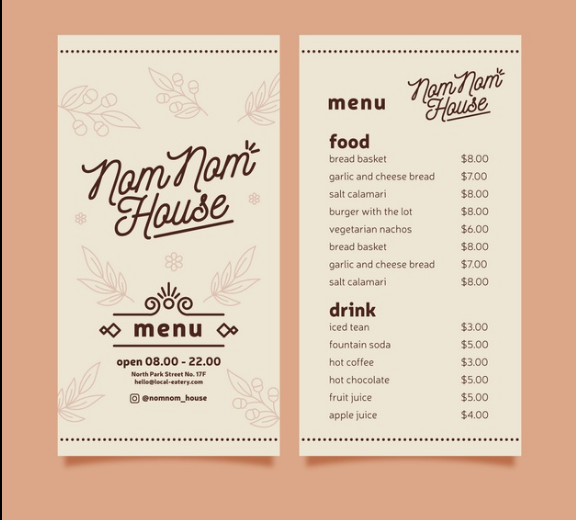 Nom Nom
House
menu
open 08.00 - 22.00
North Park Street No. 17F
hello@local-eatery.com
@nomnom_house
menu
Nom Nom
House
food
bread basket $8.00
garlic and cheese bread $7.00
salt calamari $8.00
burger with the lot $8.00
vegetarian nachos $6.00
bread basket $8.00
garlic and cheese bread $7.00
salt calamari $8.00
drink
iced tean $3.00
fountain soda $5.00
hot coffee $3.00
hot chocolate $5.00
fruit juice $5.00
apple juice $4.00